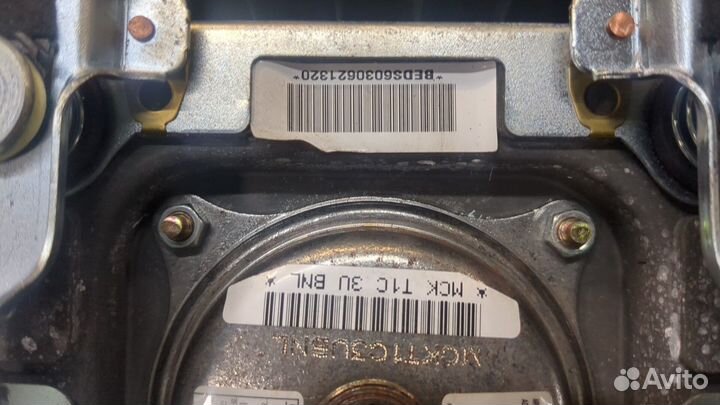 *BEDS6030621320*
* MCK T1C 3U BNL *
MCKT1C3UBNL
Avito